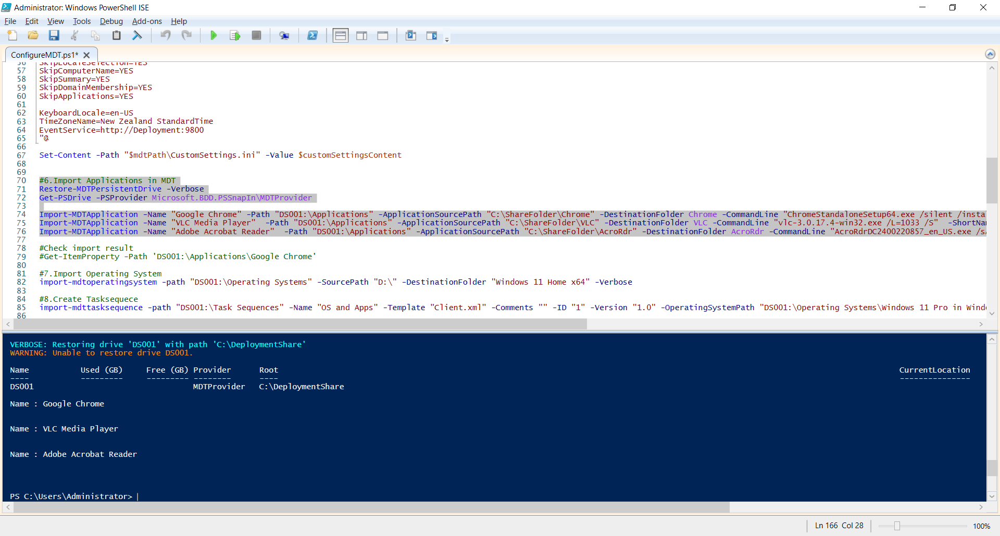 Administrator: Windows PowerShell ISE
File Edit View Tools Debug Add-ons Help
ConfigureMDT.ps1*
56 SkipLocaleSelection=YES
57 SkipComputerName=YES
58 SkipSummary=YES
59 SkipDomainMembership=YES
60 SkipApplications=YES
61
62 KeyboardLocale=en-US
63 TimeZoneName=New Zealand StandardTime
64 EventService=http://Deployment:9800
65 "@
66
67 Set-Content -Path "$mdtPath\CustomSettings.ini" -Value $customSettingsContent
68
69
70 #6.Import Applications in MDT
71 Restore-MDTPersistentDrive -Verbose
72 Get-PSDrive -PSProvider Microsoft.BDD.PSSnapIn\MDTProvider
73
74 Import-MDTApplication -Name "Google Chrome" -Path "DS001:\Applications" -ApplicationSourcePath "C:\ShareFolder\Chrome" -DestinationFolder Chrome -CommandLine "ChromeStandaloneSetup64.exe /silent /insta
75 Import-MDTApplication -Name "VLC Media Player"  -Path "DS001:\Applications" -ApplicationSourcePath "C:\ShareFolder\VLC" -DestinationFolder VLC -CommandLine "vlc-3.0.17.4-win32.exe /L=1033 /S"  -ShortNa
76 Import-MDTApplication -Name "Adobe Acrobat Reader"  -Path "DS001:\Applications" -ApplicationSourcePath "C:\ShareFolder\AcroRdr" -DestinationFolder AcroRdr -CommandLine "AcroRdrDC2400220857_en_US.exe /s
77
78 #Check import result
79 #Get-ItemProperty -Path 'DS001:\Applications\Google Chrome'
80
81 #7.Import Operating System
82 import-mdtoperatingsystem -path "DS001:\Operating Systems" -SourcePath "D:\" -DestinationFolder "Windows 11 Home x64" -Verbose
83
84 #8.Create Tasksequece
85 import-mdttasksequence -path "DS001:\Task Sequences" -Name "OS and Apps" -Template "Client.xml" -Comments "" -ID "1" -Version "1.0" -OperatingSystemPath "DS001:\Operating Systems\Windows 11 Pro in Wind
86
VERBOSE: Restoring drive 'DS001' with path 'C:\DeploymentShare'
WARNING: Unable to restore drive DS001.
Name Used (GB) Free (GB) Provider Root CurrentLocation
---- --------- --------- -------- ---- ---------------
DS001 MDTProvider C:\DeploymentShare
Name : Google Chrome
Name : VLC Media Player
Name : Adobe Acrobat Reader
PS C:\Users\Administrator>
Ln 166 Col 28 100%